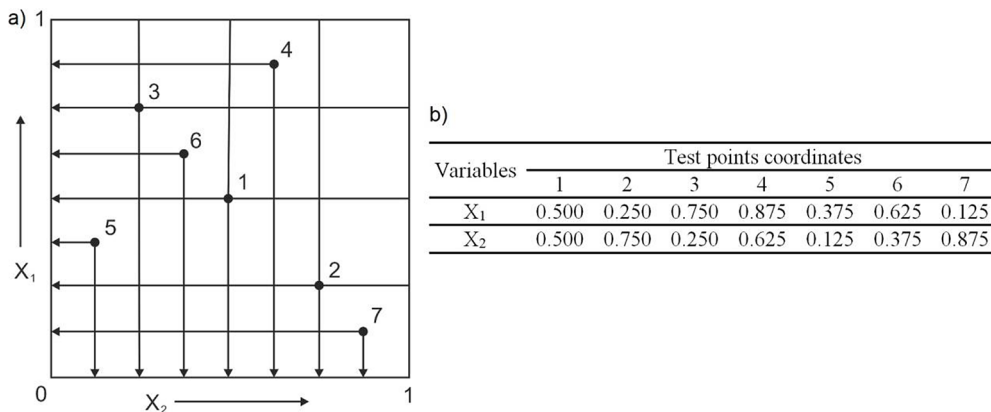 a)
1
4
3
6
1
5
X₁
2
7
0
X₂
1
b)
Variables
Test points coordinates
1 2 3 4 5 6 7
X₁ 0.500 0.250 0.750 0.875 0.375 0.625 0.125
X₂ 0.500 0.750 0.250 0.625 0.125 0.375 0.875